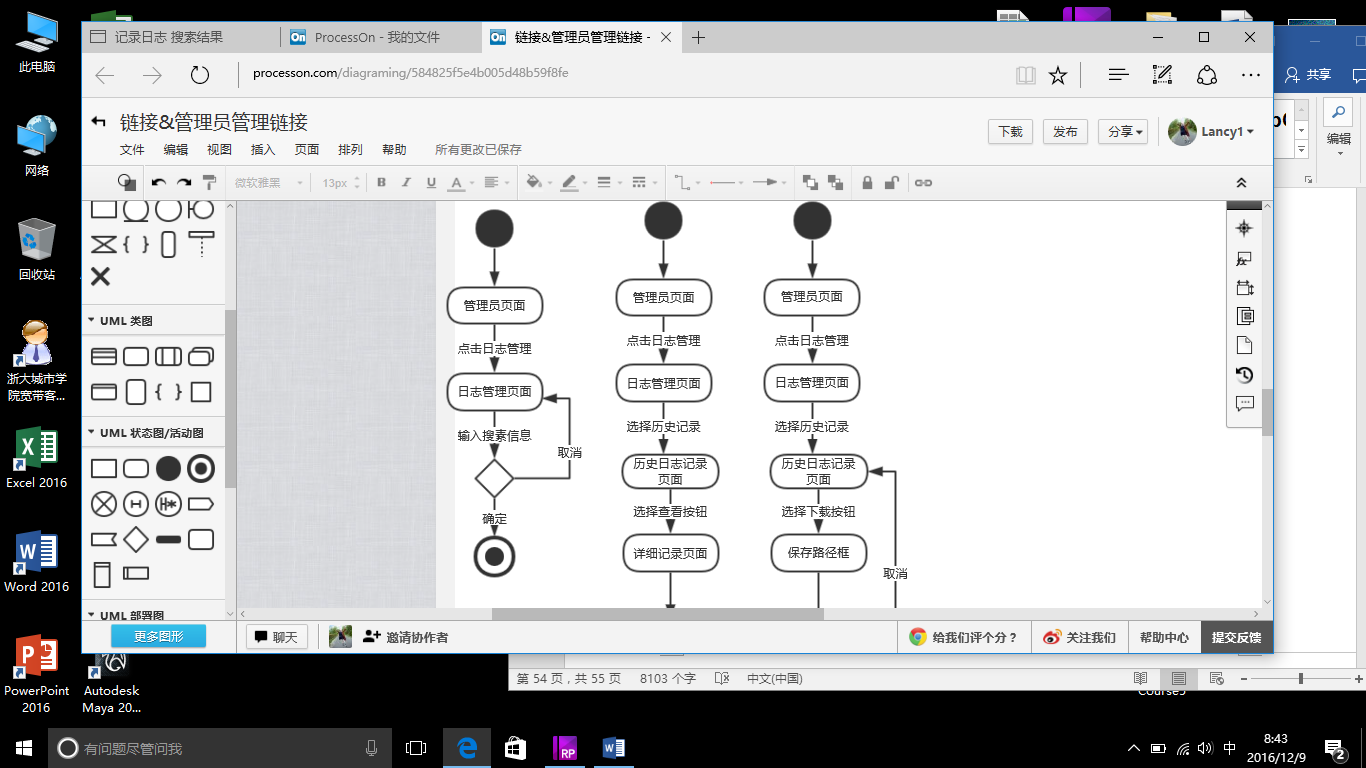 记录日志 搜索结果
On ProcessOn - 我的文件
On 链接&管理员管理链接 -
processon.com/diagraming/584825f5e4b005d48b59f8fe
链接&管理员管理链接
文件 编辑 视图 插入 页面 排列 帮助 所有更改已保存
下载 发布 分享 Lancy1
微软雅黑 13px B I U A
UML 类图
UML 状态图/活动图
UML 部署图
更多图形
管理员页面
点击日志管理
日志管理页面
输入搜素信息
取消
确定
管理员页面
点击日志管理
日志管理页面
选择历史记录
历史日志记录
页面
选择查看按钮
详细记录页面
管理员页面
点击日志管理
日志管理页面
选择历史记录
历史日志记录
页面
选择下载按钮
保存路径框
取消
聊天 邀请协作者
给我们评个分？ 关注我们 帮助中心 提交反馈
共享
编辑
第 54 页，共 55 页 8103 个字 中文(中国)
此电脑
网络
回收站
浙大城市学
院宽带客...
Excel 2016
Word 2016
PowerPoint
2016
Autodesk
Maya 20...
Course5
有问题尽管问我
RP
中
8:43
2016/12/9
2